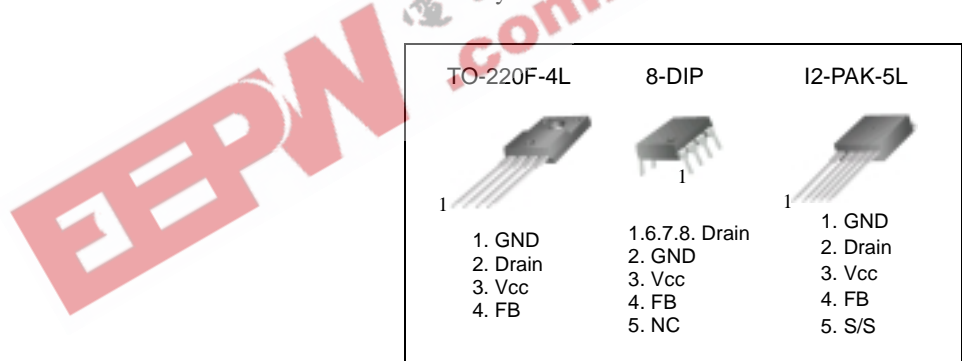 EEPW
.com
TO-220F-4L
8-DIP
I2-PAK-5L
1
1
1
1. GND
2. Drain
3. Vcc
4. FB
1.6.7.8. Drain
2. GND
3. Vcc
4. FB
5. NC
1. GND
2. Drain
3. Vcc
4. FB
5. S/S